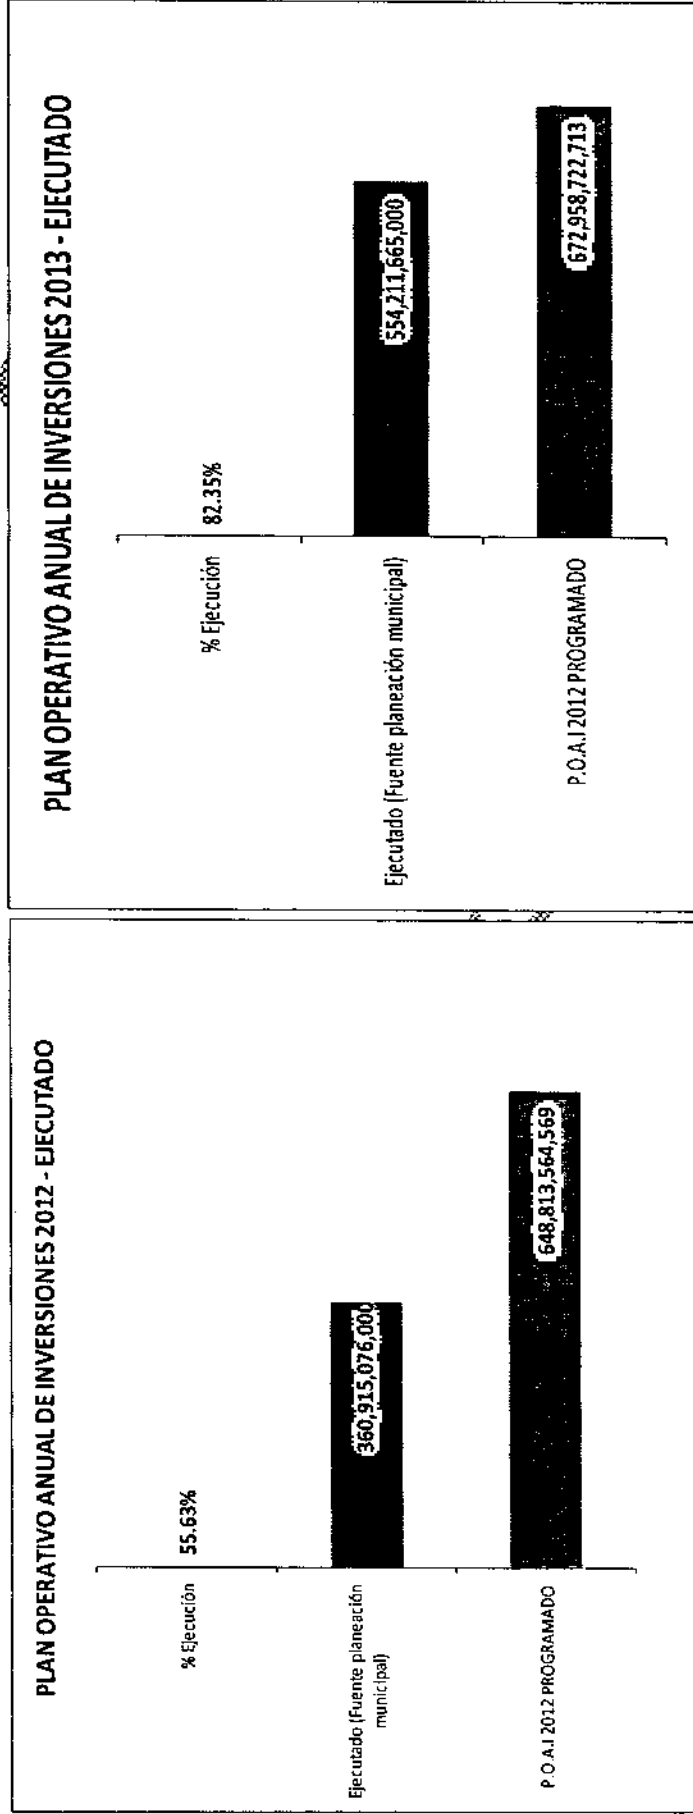 PLAN OPERATIVO ANUAL DE INVERSIONES 2012 - EJECUTADO
% Ejecución
55.63%
Ejecutado (Fuente planeación
municipal)
360,915,076,000
P.O.A.I 2012 PROGRAMADO
648,813,564,569
PLAN OPERATIVO ANUAL DE INVERSIONES 2013 - EJECUTADO
% Ejecución
82.35%
Ejecutado (Fuente planeación municipal)
554,211,665,000
P.O.A.I 2012 PROGRAMADO
672,958,722,713